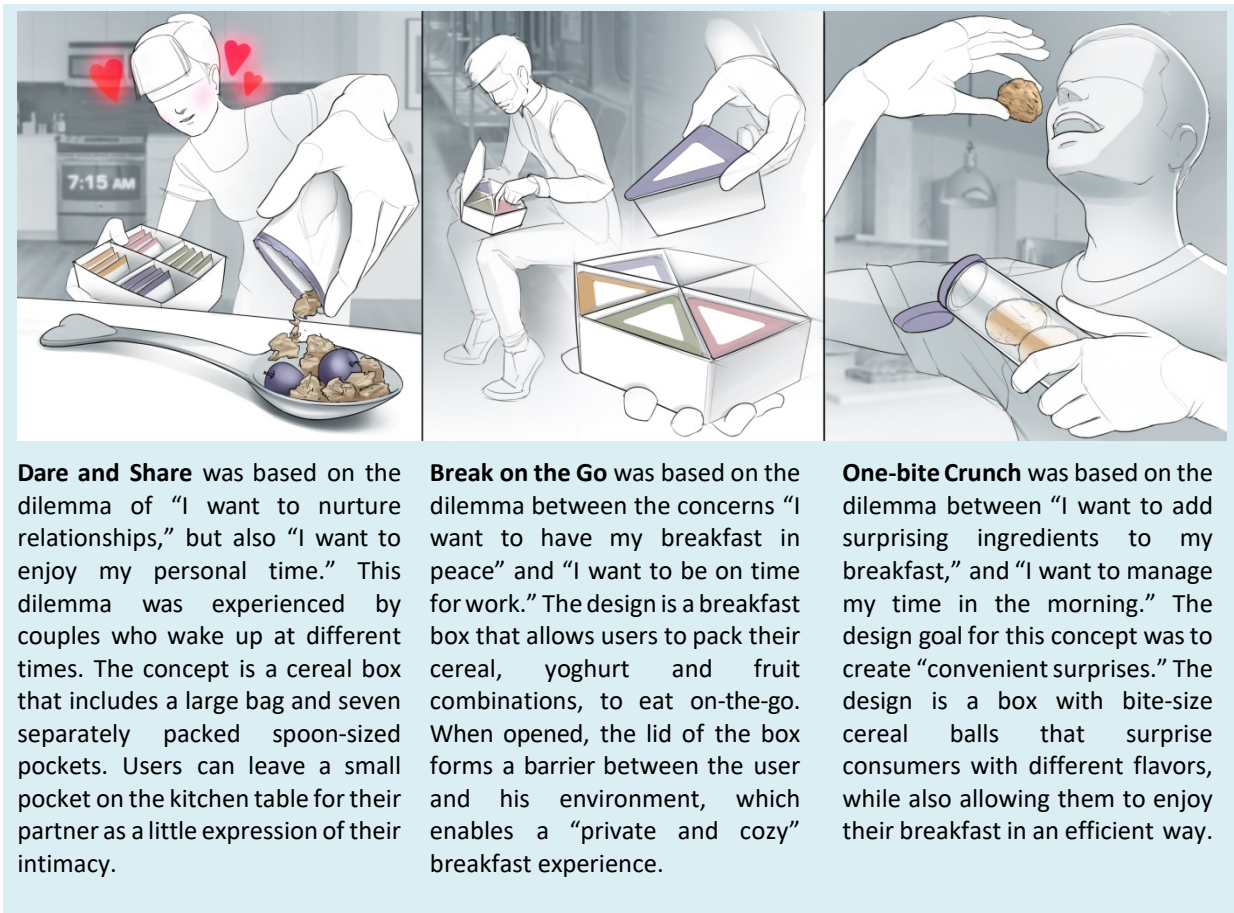 7:15 AM
Dare and Share was based on the
dilemma of “I want to nurture
relationships,” but also “I want to
enjoy my personal time.” This
dilemma was experienced by
couples who wake up at different
times. The concept is a cereal box
that includes a large bag and seven
separately packed spoon-sized
pockets. Users can leave a small
pocket on the kitchen table for their
partner as a little expression of their
intimacy.
Break on the Go was based on the
dilemma between the concerns “I
want to have my breakfast in
peace” and “I want to be on time
for work.” The design is a breakfast
box that allows users to pack their
cereal, yoghurt and fruit
combinations, to eat on-the-go.
When opened, the lid of the box
forms a barrier between the user
and his environment, which
enables a “private and cozy”
breakfast experience.
One-bite Crunch was based on the
dilemma between “I want to add
surprising ingredients to my
breakfast,” and “I want to manage
my time in the morning.” The
design goal for this concept was to
create “convenient surprises.” The
design is a box with bite-size
cereal balls that surprise
consumers with different flavors,
while also allowing them to enjoy
their breakfast in an efficient way.